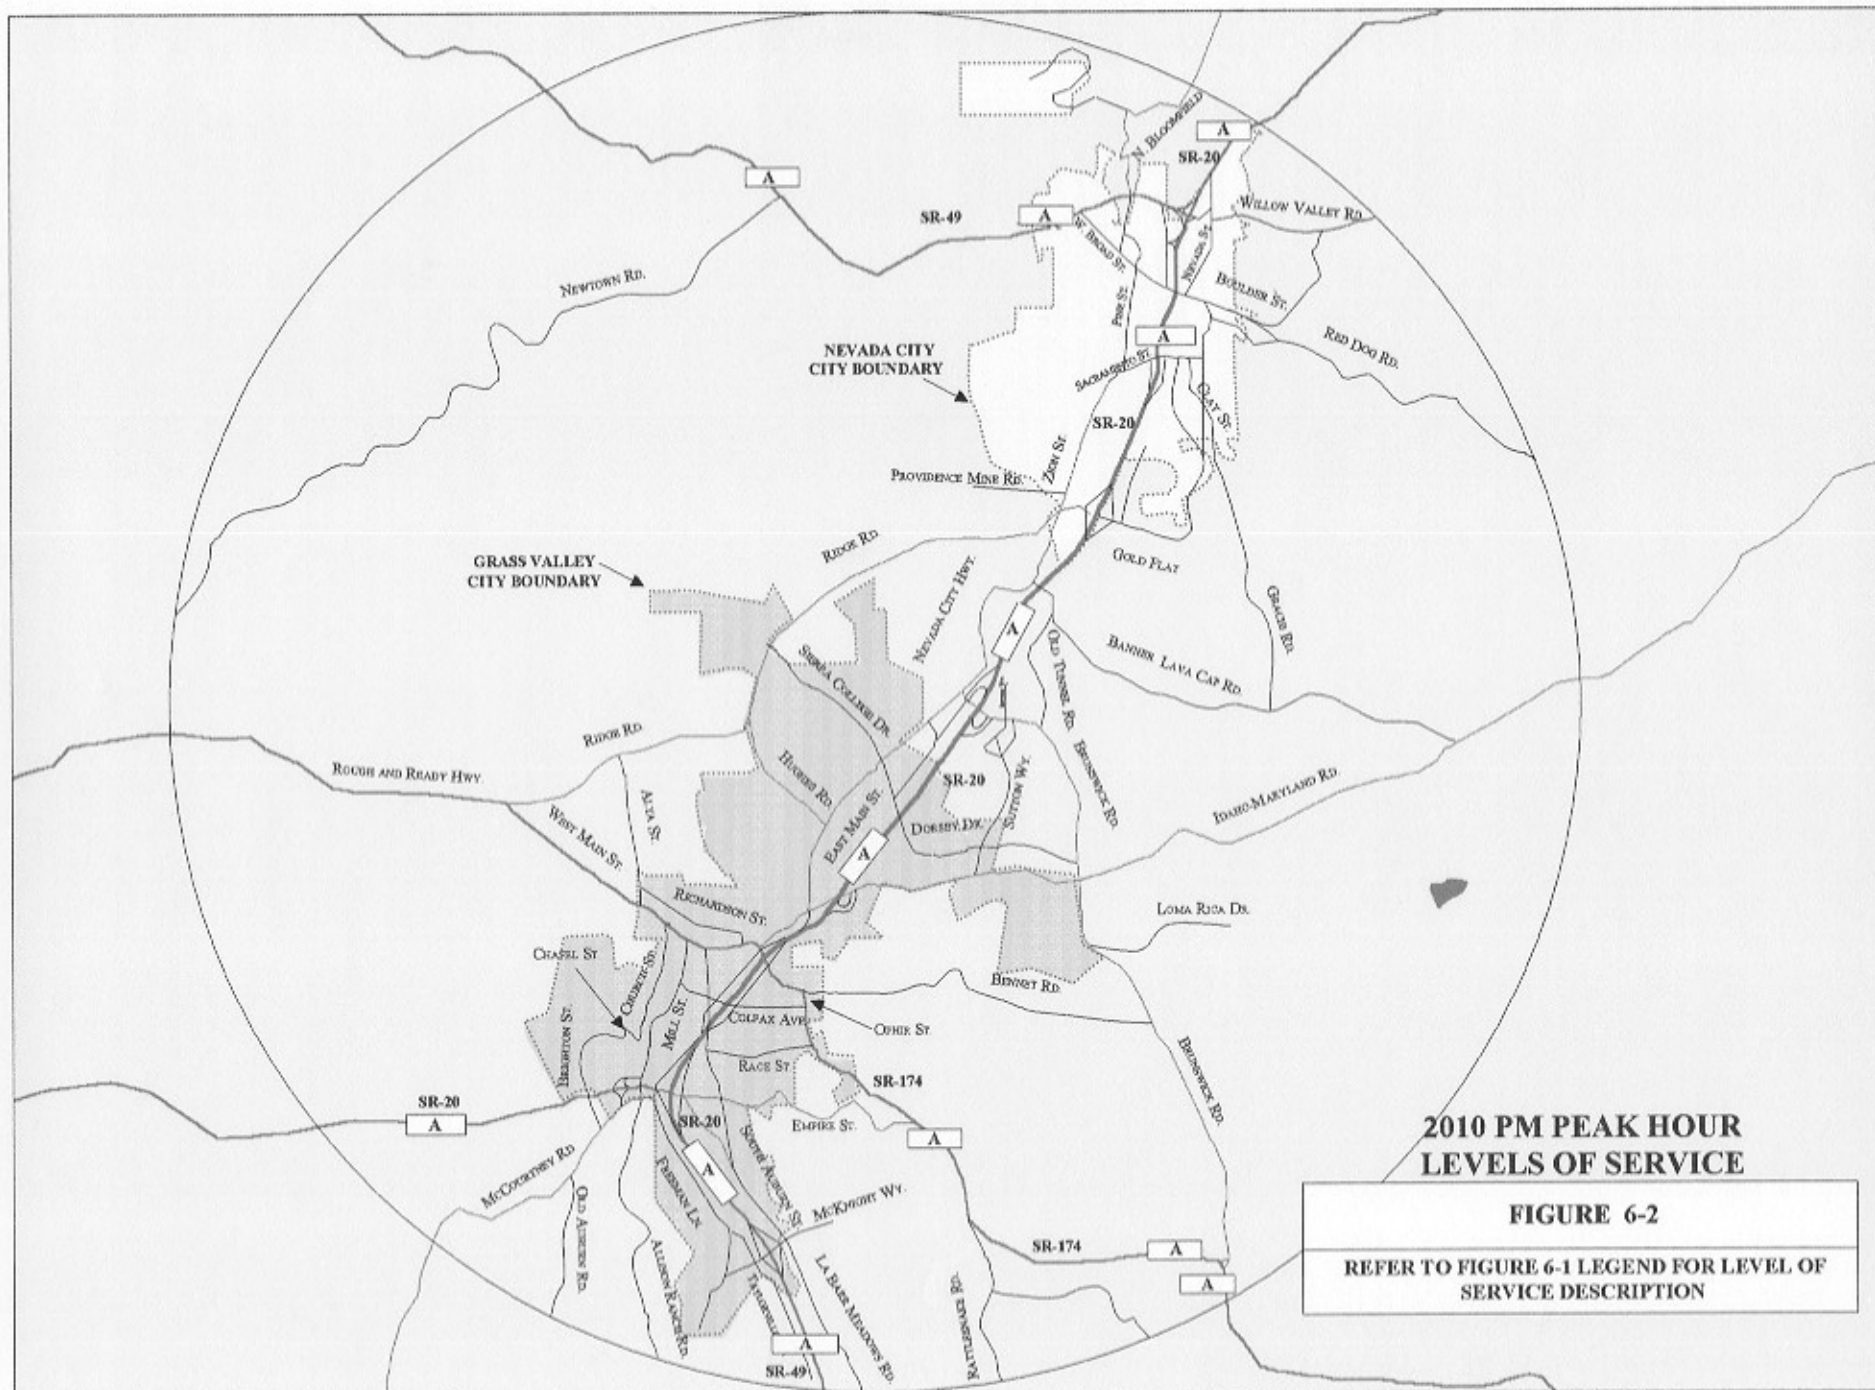 N. BLOOMFIELD
A
SR-20
A
WILLOW VALLEY RD.
SR-49
A
W. BROAD ST.
NEVADA ST.
NEWTOWN RD.
BOULDER ST.
PINE ST.
A
RED DOG RD.
NEVADA CITY
CITY BOUNDARY
SACRAMENTO ST.
CLAY ST.
SR-20
ZION ST.
PROVIDENCE MINE RD.
RIDGE RD.
GRASS VALLEY
CITY BOUNDARY
GOLD FLAT
NEVADA CITY HWY.
GRACIE RD.
A
OLD TUNNEL RD.
BANNER LAVA CAP RD.
SIERRA COLLEGE DR.
RIDGE RD.
BRUNSWICK RD.
ROUGH AND READY HWY.
HUGHES RD.
SR-20
SUTTON WY.
IDAHO-MARYLAND RD.
ALTA ST.
WEST MAIN ST.
EAST MAIN ST.
DORSEY DR.
A
RICHARDSON ST.
LOMA RICA DR.
CHAPEL ST
CHURCH ST.
BENNET RD.
MILL ST.
COLFAX AVE.
OPHIR ST.
BRIGHTON ST.
RACE ST
SR-174
BRUNSWICK RD.
SR-20
A
SR-20
EMPIRE ST.
A
2010 PM PEAK HOUR
LEVELS OF SERVICE
MCCOURTNEY RD
FREEMAN LN.
A
SOUTH AUBURN ST.
MCKNIGHT WY.
OLD AUBURN RD.
ALLISON RANCH RD.
SR-174
A
A
FIGURE 6-2
REFER TO FIGURE 6-1 LEGEND FOR LEVEL OF
SERVICE DESCRIPTION
LA BARR MEADOWS RD.
RATTLESNAKE RD.
A
SR-49